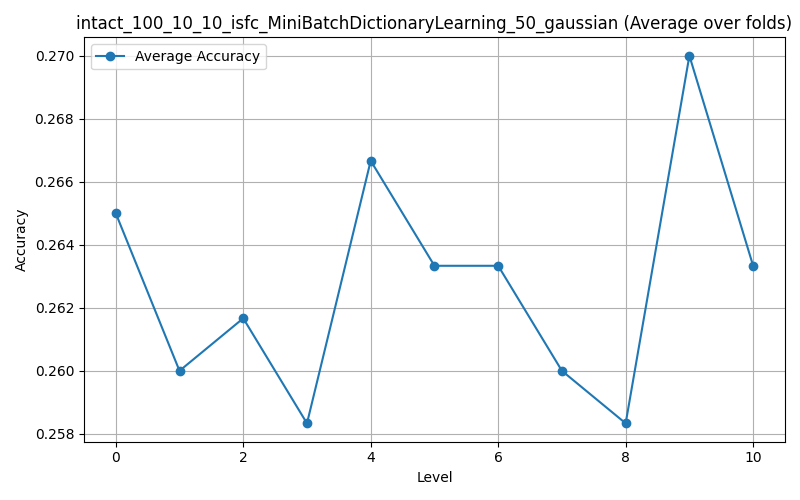 intact_100_10_10_isfc_MiniBatchDictionaryLearning_50_gaussian (Average over folds)
Average Accuracy
0.270
0.268
0.266
0.264
0.262
0.260
0.258
Accuracy
0 2 4 6 8 10
Level